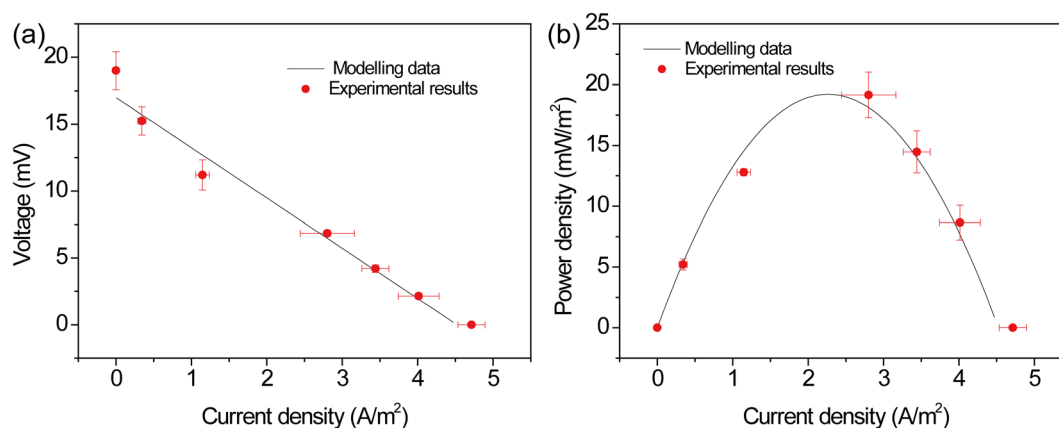 (a)
20
15
10
5
0
Voltage (mV)
Modelling data
Experimental results
0 1 2 3 4 5
Current density (A/m²)
(b)
25
20
15
10
5
0
Power density (mW/m²)
Modelling data
Experimental results
0 1 2 3 4 5
Current density (A/m²)